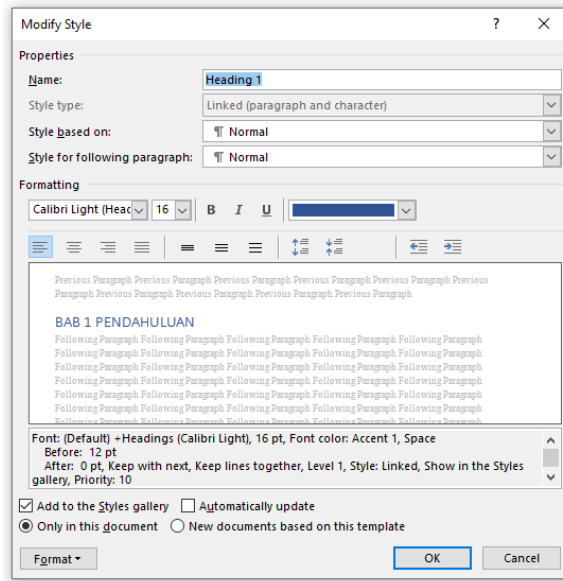 Modify Style
?
Properties
Name:
Heading 1
Style type:
Linked (paragraph and character)
Style based on:
¶ Normal
Style for following paragraph:
¶ Normal
Formatting
Calibri Light (Head
16
B I U
Previous Paragraph Previous Paragraph Previous Paragraph Previous Paragraph Previous Paragraph Previous
Paragraph Previous Paragraph Previous Paragraph Previous Paragraph Previous Paragraph
BAB 1 PENDAHULUAN
Following Paragraph Following Paragraph Following Paragraph Following Paragraph Following Paragraph
Following Paragraph Following Paragraph Following Paragraph Following Paragraph Following Paragraph
Following Paragraph Following Paragraph Following Paragraph Following Paragraph Following Paragraph
Following Paragraph Following Paragraph Following Paragraph Following Paragraph Following Paragraph
Following Paragraph Following Paragraph Following Paragraph Following Paragraph Following Paragraph
Following Paragraph Following Paragraph Following Paragraph Following Paragraph Following Paragraph
Following Paragraph Following Paragraph Following Paragraph Following Paragraph Following Paragraph
Font: (Default) +Headings (Calibri Light), 16 pt, Font color: Accent 1, Space
Before: 12 pt
After: 0 pt, Keep with next, Keep lines together, Level 1, Style: Linked, Show in the Styles
gallery, Priority: 10
Add to the Styles gallery
Automatically update
Only in this document
New documents based on this template
Format
OK
Cancel